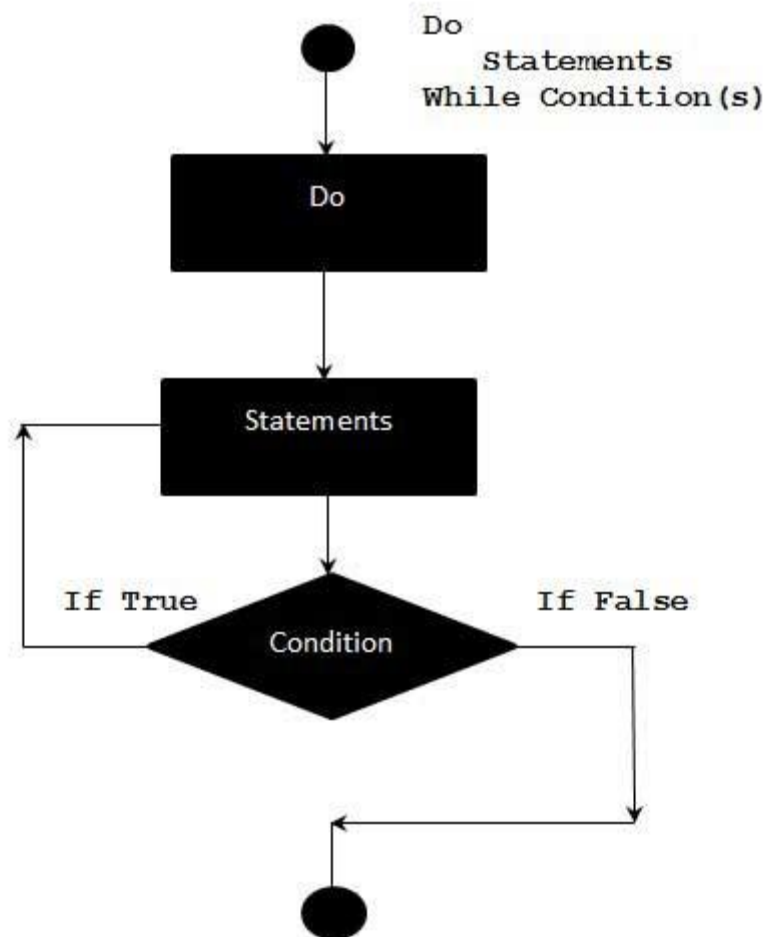 Do
Statements
While Condition(s)
Do
Statements
If True
If False
Condition